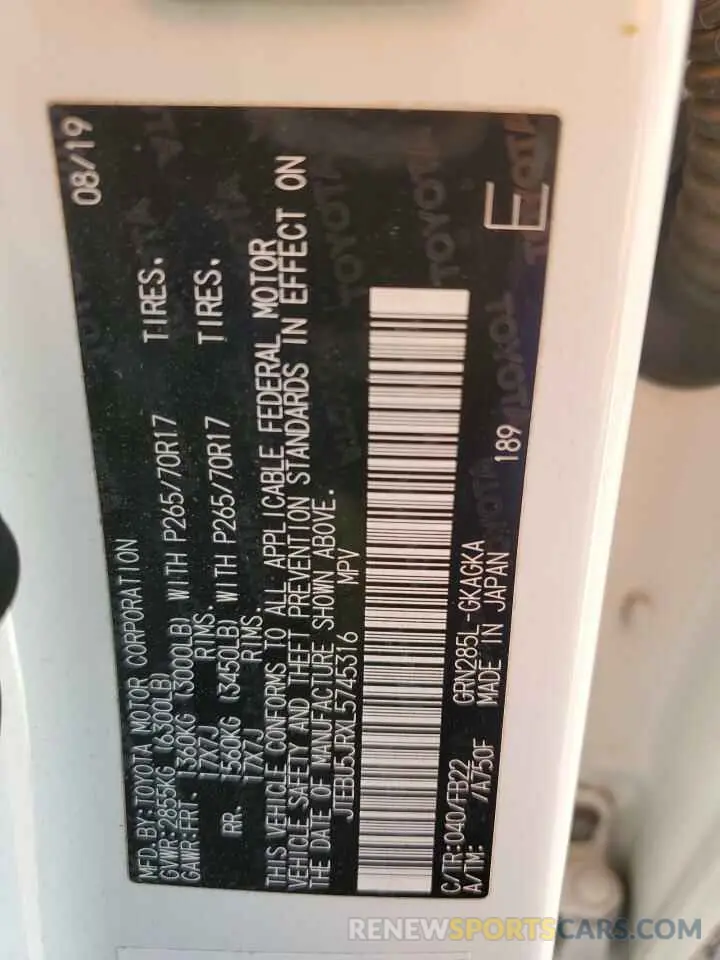 MFD. BY: TOYOTA MOTOR CORPORATION 08/19
GVWR: 2855KG (6300LB)
GAWR: FRT. 1360KG (3000LB) WITH P265/70R17 TIRES.
17X7J RIMS.
RR. 1560KG (3450LB) WITH P265/70R17 TIRES.
17X7J RIMS.
THIS VEHICLE CONFORMS TO ALL APPLICABLE FEDERAL MOTOR
VEHICLE SAFETY AND THEFT PREVENTION STANDARDS IN EFFECT ON
THE DATE OF MANUFACTURE SHOWN ABOVE.
JTEBU5JRXL5745316 MPV
C/TR: 040/FB22 GRN285L-GKAGKA 189 E
A/TM: /A750F MADE IN JAPAN
TOYOTA
RENEWSPORTSCARS.COM